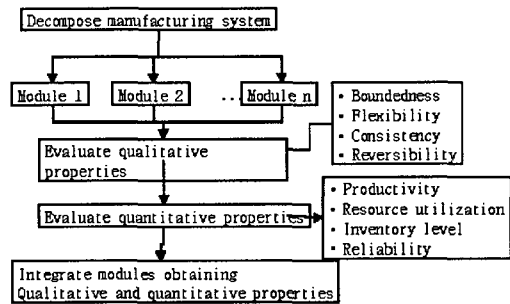 Decompose manufacturing system
Module 1
Module 2
...
Module n
• Boundedness
• Flexibility
• Consistency
• Reversibility
Evaluate qualitative
properties
• Productivity
• Resource utilization
• Inventory level
• Reliability
Evaluate quantitative properties
Integrate modules obtaining
Qualitative and quantitative properties